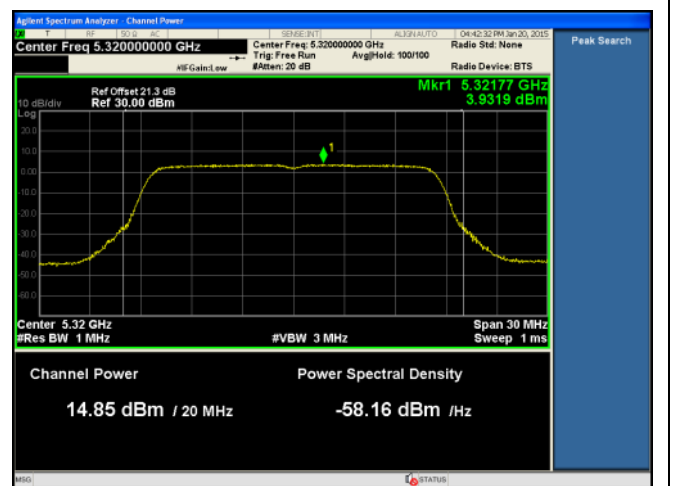 Agilent Spectrum Analyzer - Channel Power
T RF 50 Ω AC SENSE:INT ALIGN AUTO 04:42:32 PM Jan 20, 2015
Center Freq 5.320000000 GHz
Center Freq: 5.320000000 GHz
Radio Std: None
Trig: Free Run Avg|Hold: 100/100
#IFGain:Low
#Atten: 20 dB
Radio Device: BTS
Peak Search
Ref Offset 21.3 dB
10 dB/div Ref 30.00 dBm
Mkr1 5.32177 GHz
3.9319 dBm
Log
20.0
10.0
0.00
-10.0
-20.0
-30.0
-40.0
-50.0
-60.0
1
Center 5.32 GHz Span 30 MHz
#Res BW 1 MHz #VBW 3 MHz Sweep 1 ms
Channel Power Power Spectral Density
14.85 dBm / 20 MHz -58.16 dBm /Hz
MSG STATUS